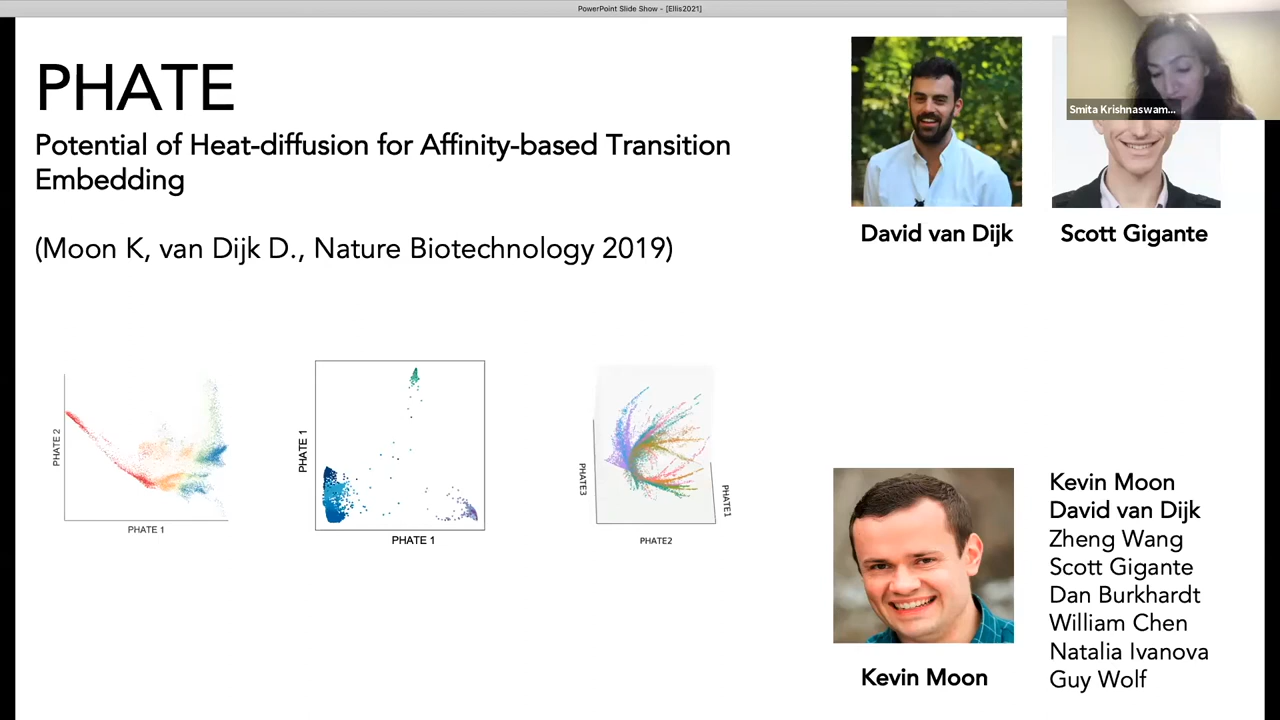 PowerPoint Slide Show - [Ellis2021]
PHATE
Potential of Heat-diffusion for Affinity-based Transition
Embedding
(Moon K, van Dijk D., Nature Biotechnology 2019)
Smita Krishnaswam...
David van Dijk
Scott Gigante
PHATE 2
PHATE 1
PHATE 1
PHATE 1
PHATE3
PHATE1
PHATE2
Kevin Moon
Kevin Moon
David van Dijk
Zheng Wang
Scott Gigante
Dan Burkhardt
William Chen
Natalia Ivanova
Guy Wolf